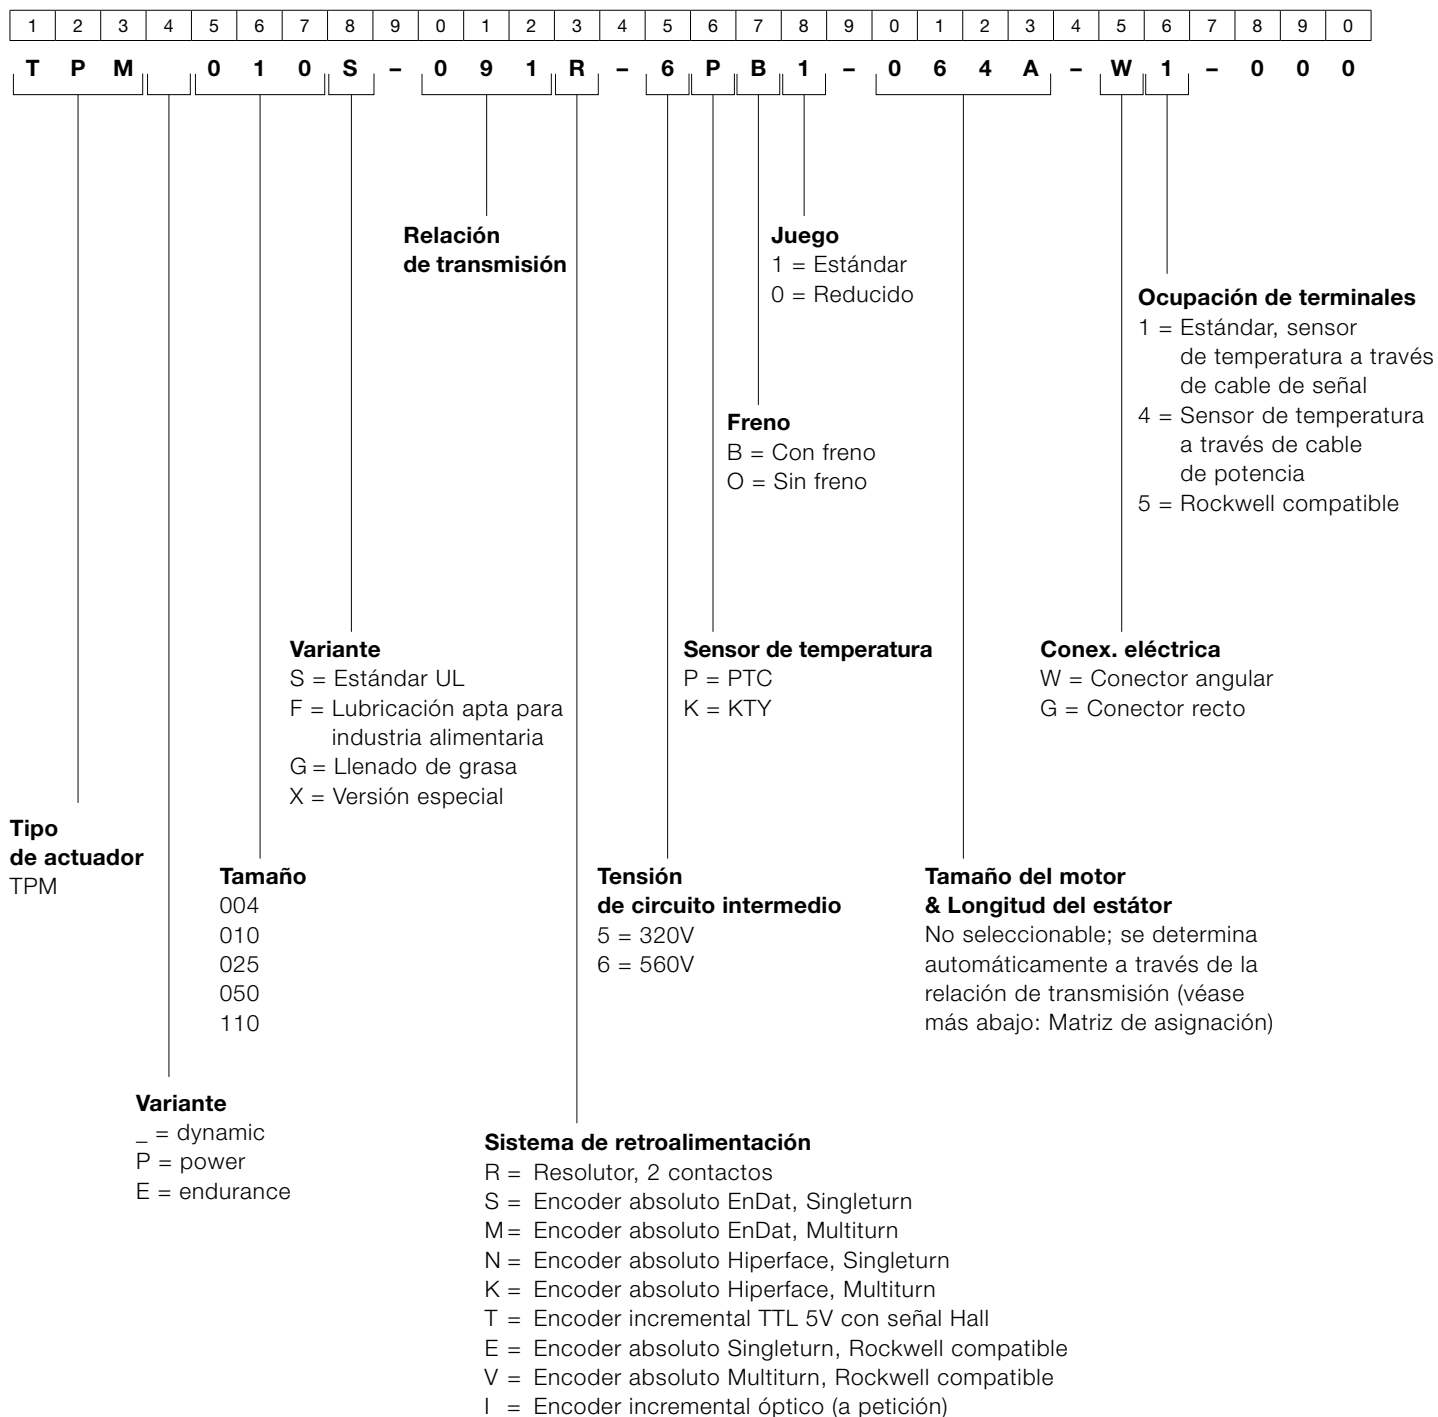 1 2 3 4 5 6 7 8 9 0 1 2 3 4 5 6 7 8 9 0 1 2 3 4 5 6 7 8 9 0
T P M 0 1 0 S – 0 9 1 R – 6 P B 1 – 0 6 4 A – W 1 – 0 0 0
Relación
de transmisión
Juego
1 = Estándar
0 = Reducido
Ocupación de terminales
1 = Estándar, sensor
de temperatura a través
de cable de señal
4 = Sensor de temperatura
a través de cable
de potencia
5 = Rockwell compatible
Freno
B = Con freno
O = Sin freno
Variante
S = Estándar UL
F = Lubricación apta para
industria alimentaria
G = Llenado de grasa
X = Versión especial
Sensor de temperatura
P = PTC
K = KTY
Conex. eléctrica
W = Conector angular
G = Conector recto
Tipo
de actuador
TPM
Tamaño
004
010
025
050
110
Tensión
de circuito intermedio
5 = 320V
6 = 560V
Tamaño del motor
& Longitud del estátor
No seleccionable; se determina
automáticamente a través de la
relación de transmisión (véase
más abajo: Matriz de asignación)
Variante
_ = dynamic
P = power
E = endurance
Sistema de retroalimentación
R = Resolutor, 2 contactos
S = Encoder absoluto EnDat, Singleturn
M = Encoder absoluto EnDat, Multiturn
N = Encoder absoluto Hiperface, Singleturn
K = Encoder absoluto Hiperface, Multiturn
T = Encoder incremental TTL 5V con señal Hall
E = Encoder absoluto Singleturn, Rockwell compatible
V = Encoder absoluto Multiturn, Rockwell compatible
I = Encoder incremental óptico (a petición)